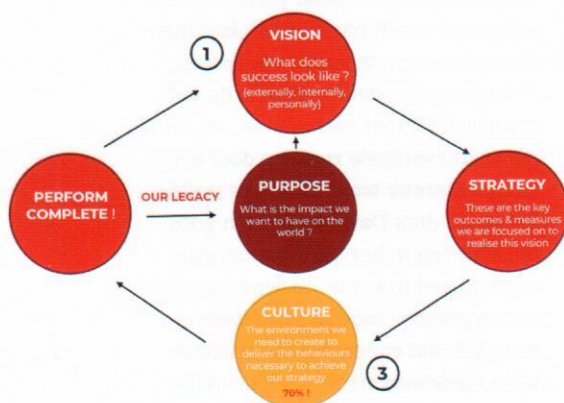 1
VISION
What does
success look like ?
(externally, internally,
personally)
PERFORM
COMPLETE !
OUR LEGACY
PURPOSE
What is the impact we
want to have on the
world ?
STRATEGY
These are the key
outcomes & measures
we are focused on to
realise this vision
CULTURE
The environment we
need to create to
deliver the behaviours
necessary to achieve
our strategy
70% !
3